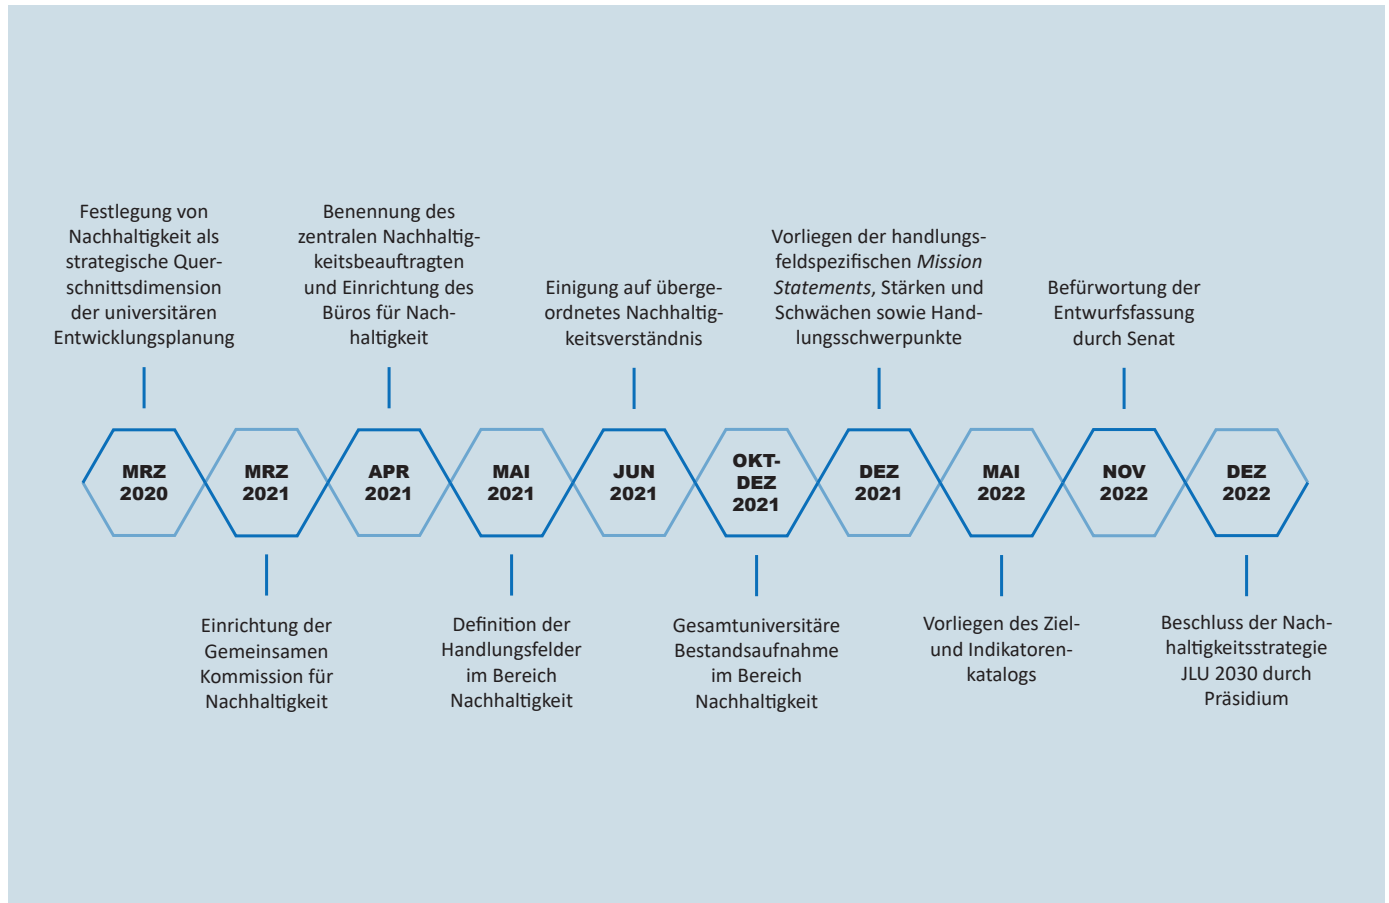 Festlegung von
Nachhaltigkeit als
strategische Quer-
schnittsdimension
der universitären
Entwicklungsplanung
Benennung des
zentralen Nachhaltig-
keitsbeauftragten
und Einrichtung des
Büros für Nach-
haltigkeit
Einigung auf überge-
ordnetes Nachhaltig-
keitsverständnis
Vorliegen der handlungs-
feldspezifischen Mission
Statements, Stärken und
Schwächen sowie Hand-
lungsschwerpunkte
Befürwortung der
Entwurfsfassung
durch Senat
MRZ
2020
MRZ
2021
APR
2021
MAI
2021
JUN
2021
OKT-
DEZ
2021
DEZ
2021
MAI
2022
NOV
2022
DEZ
2022
Einrichtung der
Gemeinsamen
Kommission für
Nachhaltigkeit
Definition der
Handlungsfelder
im Bereich
Nachhaltigkeit
Gesamtuniversitäre
Bestandsaufnahme
im Bereich
Nachhaltigkeit
Vorliegen des Ziel-
und Indikatoren-
katalogs
Beschluss der Nach-
haltigkeitsstrategie
JLU 2030 durch
Präsidium